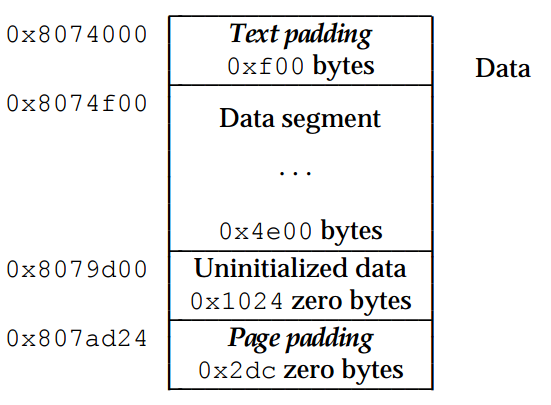 0x8074000 Text padding
0xf00 bytes
Data
0x8074f00
Data segment
...
0x4e00 bytes
0x8079d00 Uninitialized data
0x1024 zero bytes
0x807ad24 Page padding
0x2dc zero bytes